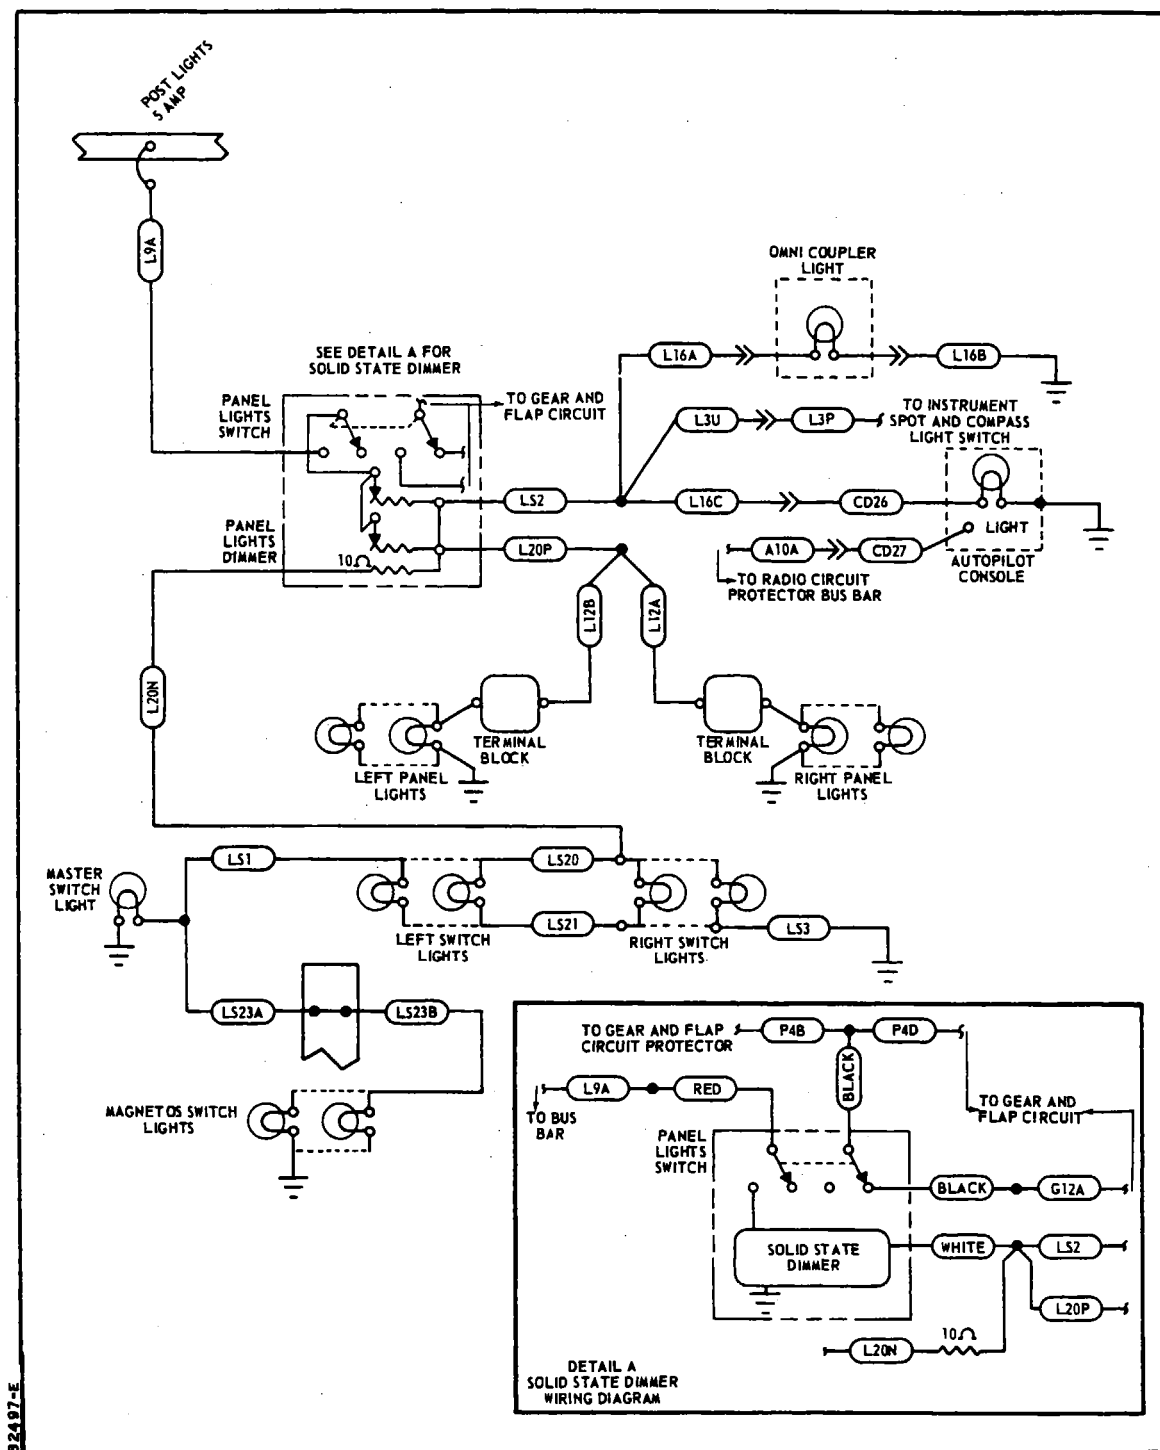 POST LIGHTS
5 AMP
L9A
OMNI COUPLER
LIGHT
L16A
L16B
SEE DETAIL A FOR
SOLID STATE DIMMER
PANEL
LIGHTS
SWITCH
TO GEAR AND
FLAP CIRCUIT
L3U
L3P
TO INSTRUMENT
SPOT AND COMPASS
LIGHT SWITCH
LS2
L16C
CD26
LIGHT
PANEL
LIGHTS
DIMMER
10Ω
L20P
A10A
CD27
AUTOPILOT
CONSOLE
TO RADIO CIRCUIT
PROTECTOR BUS BAR
L12B
L12A
L20N
TERMINAL
BLOCK
TERMINAL
BLOCK
LEFT PANEL
LIGHTS
RIGHT PANEL
LIGHTS
LS1
LS20
MASTER
SWITCH
LIGHT
LS21
LS3
LEFT SWITCH
LIGHTS
RIGHT SWITCH
LIGHTS
LS23A
LS23B
MAGNETOS SWITCH
LIGHTS
TO GEAR AND FLAP
CIRCUIT PROTECTOR
P4B
P4D
BLACK
L9A
RED
TO BUS
BAR
TO GEAR AND
FLAP CIRCUIT
PANEL
LIGHTS
SWITCH
BLACK
G12A
SOLID STATE
DIMMER
WHITE
LS2
L20P
10Ω
L20N
DETAIL A
SOLID STATE DIMMER
WIRING DIAGRAM
32497-E